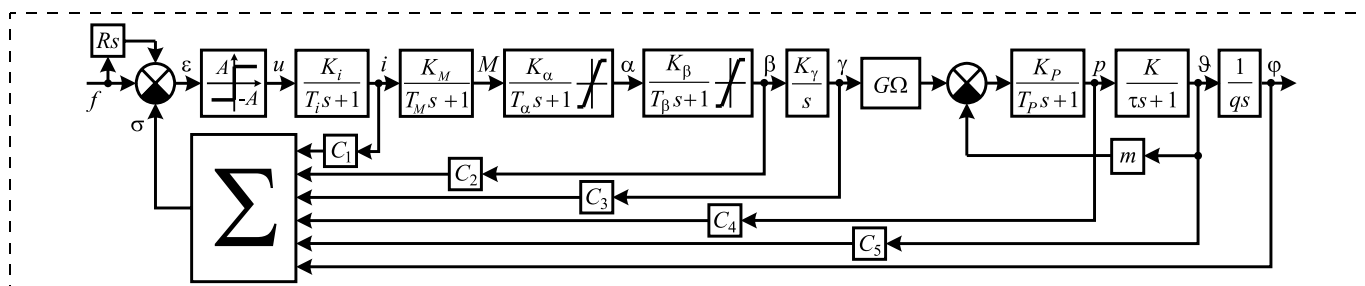 Rs
f
ε
A
-A
u
K_i
T_i s+1
i
K_M
T_M s+1
M
K_α
T_α s+1
α
K_β
T_β s+1
β
K_γ
s
γ
GΩ
K_P
T_P s+1
p
K
τs+1
ϑ
1
qs
φ
σ
Σ
C_1
m
C_2
C_3
C_4
C_5